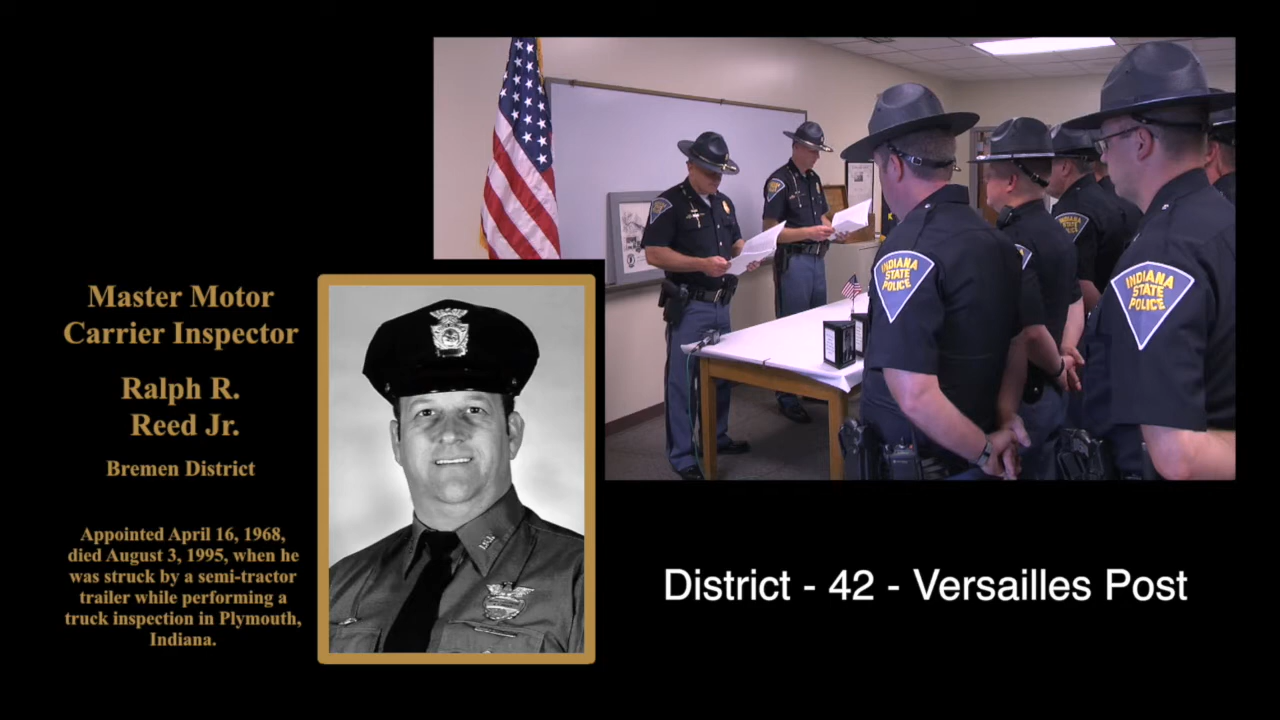 Master Motor
Carrier Inspector
Ralph R.
Reed Jr.
Bremen District
Appointed April 16, 1968,
died August 3, 1995, when he
was struck by a semi-tractor
trailer while performing a
truck inspection in Plymouth,
Indiana.
INDIANA
STATE
POLICE
INDIANA
STATE
POLICE
District - 42 - Versailles Post